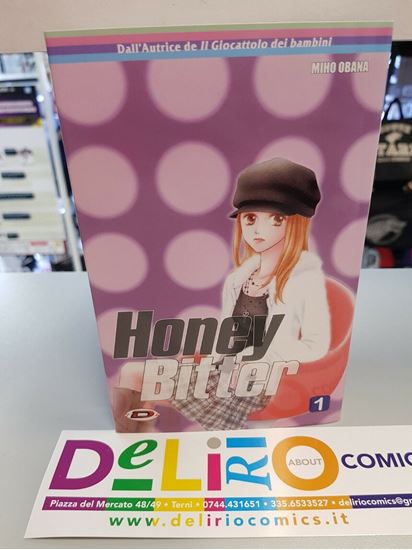 Dall'Autrice de Il Giocattolo dei bambini
MIHO OBANA
Honey
Bitter
D
1
DeLiRIO ABOUT COMIC
Piazza del Mercato 48/49 • Terni • 0744.431651 • 335.6533527 • deliriocomics@g
www.deliriocomics.it